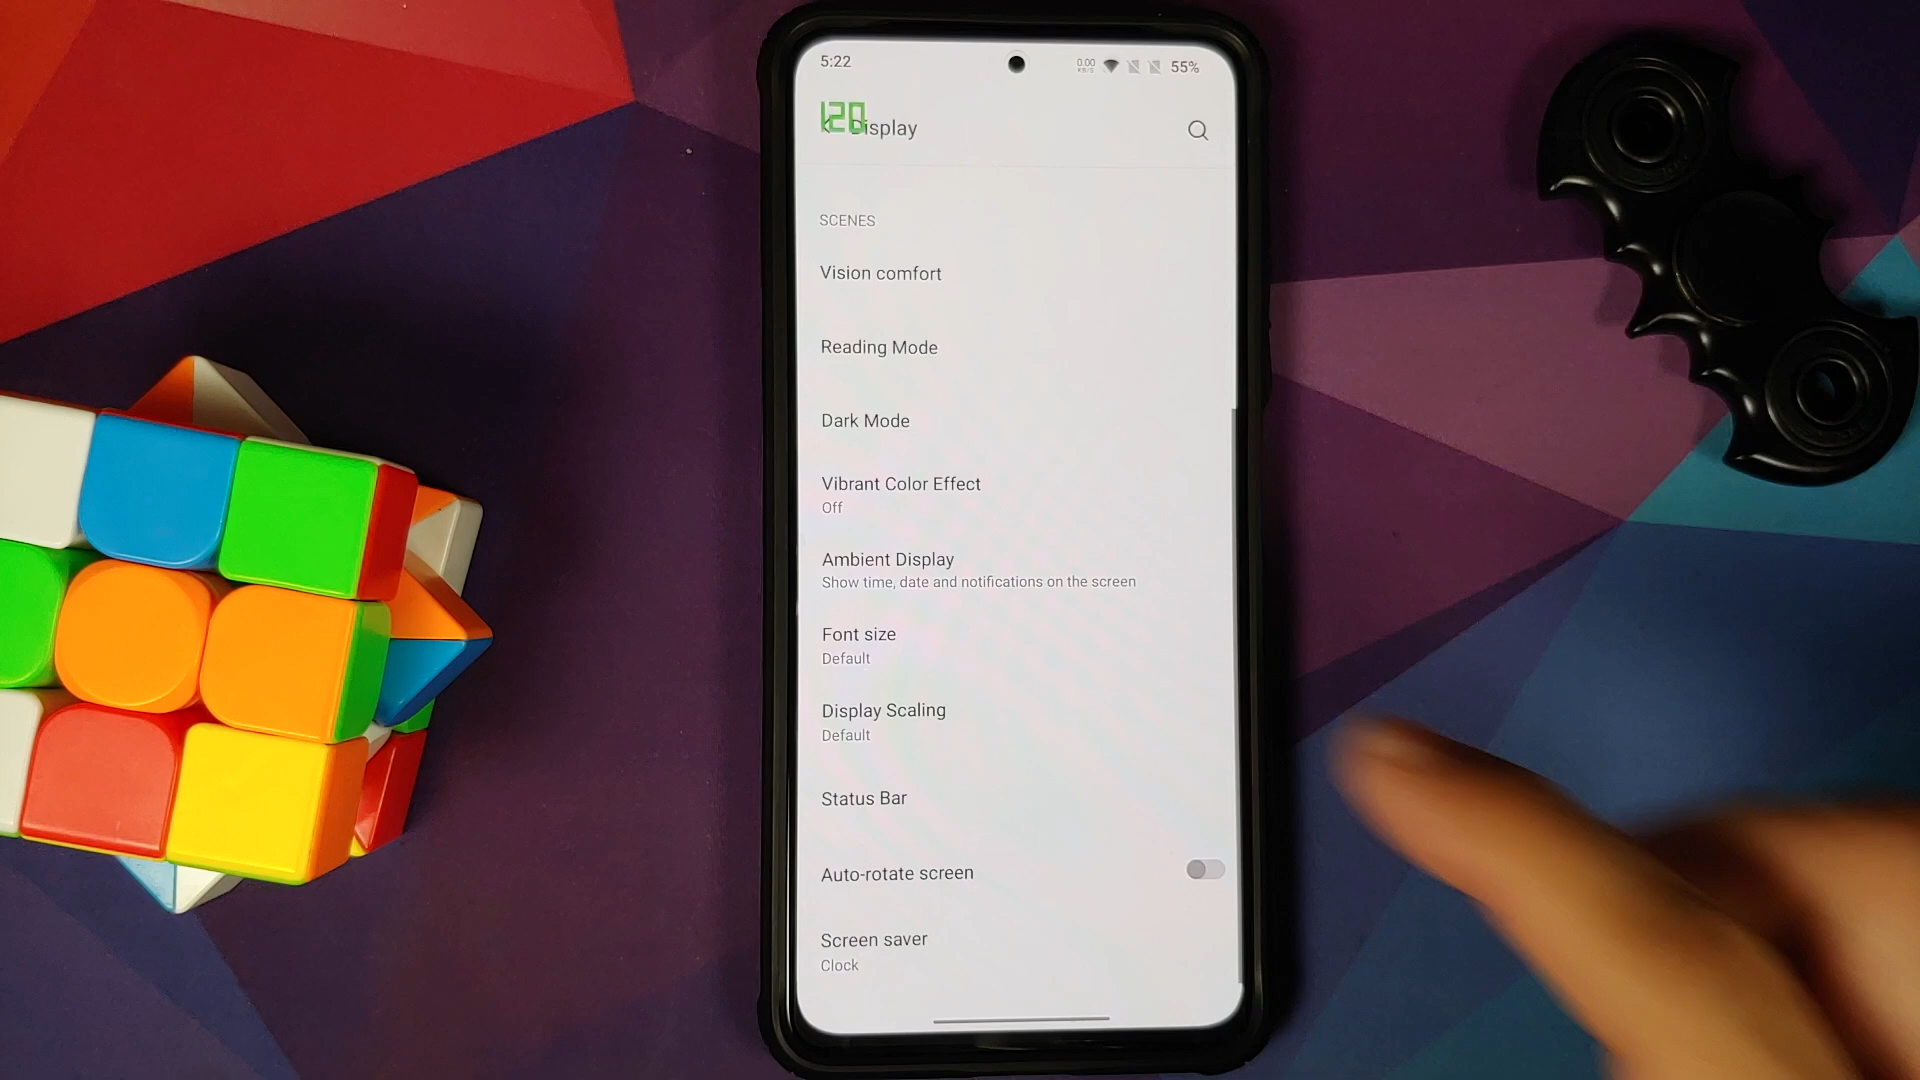 5:22
0.00
KB/S
55%
120
Display
SCENES
Vision comfort
Reading Mode
Dark Mode
Vibrant Color Effect
Off
Ambient Display
Show time, date and notifications on the screen
Font size
Default
Display Scaling
Default
Status Bar
Auto-rotate screen
Screen saver
Clock